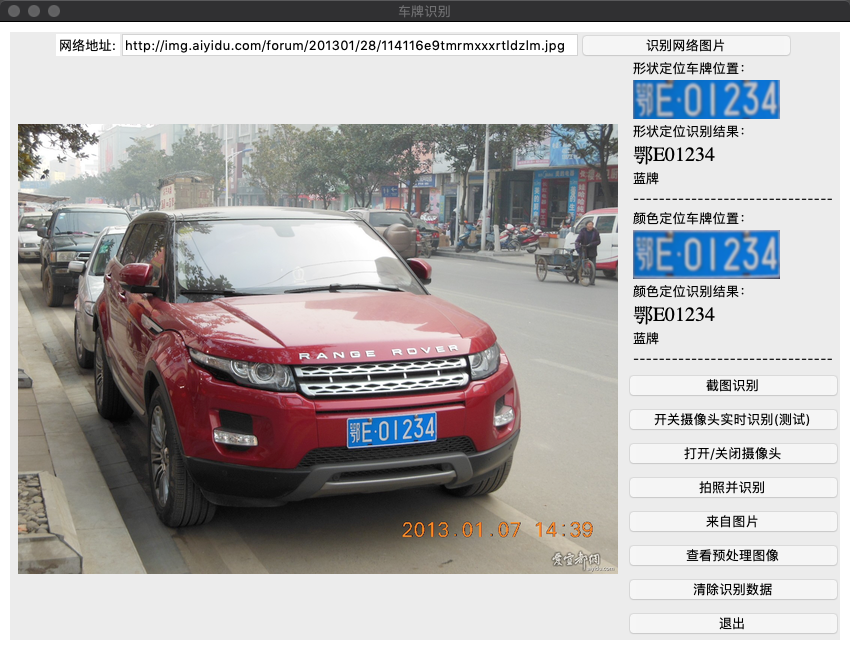 车牌识别
网络地址: http://img.aiyidu.com/forum/201301/28/114116e9tmrmxxxrtldzlm.jpg 识别网络图片
形状定位车牌位置：
鄂E·01234
形状定位识别结果：
鄂E01234
蓝牌
-------------------------------
颜色定位车牌位置：
鄂E·01234
颜色定位识别结果：
鄂E01234
蓝牌
-------------------------------
RANGE ROVER
鄂E·01234
2013.01.07 14:39
aiyidu.com
截图识别
开关摄像头实时识别(测试)
打开/关闭摄像头
拍照并识别
来自图片
查看预处理图像
清除识别数据
退出